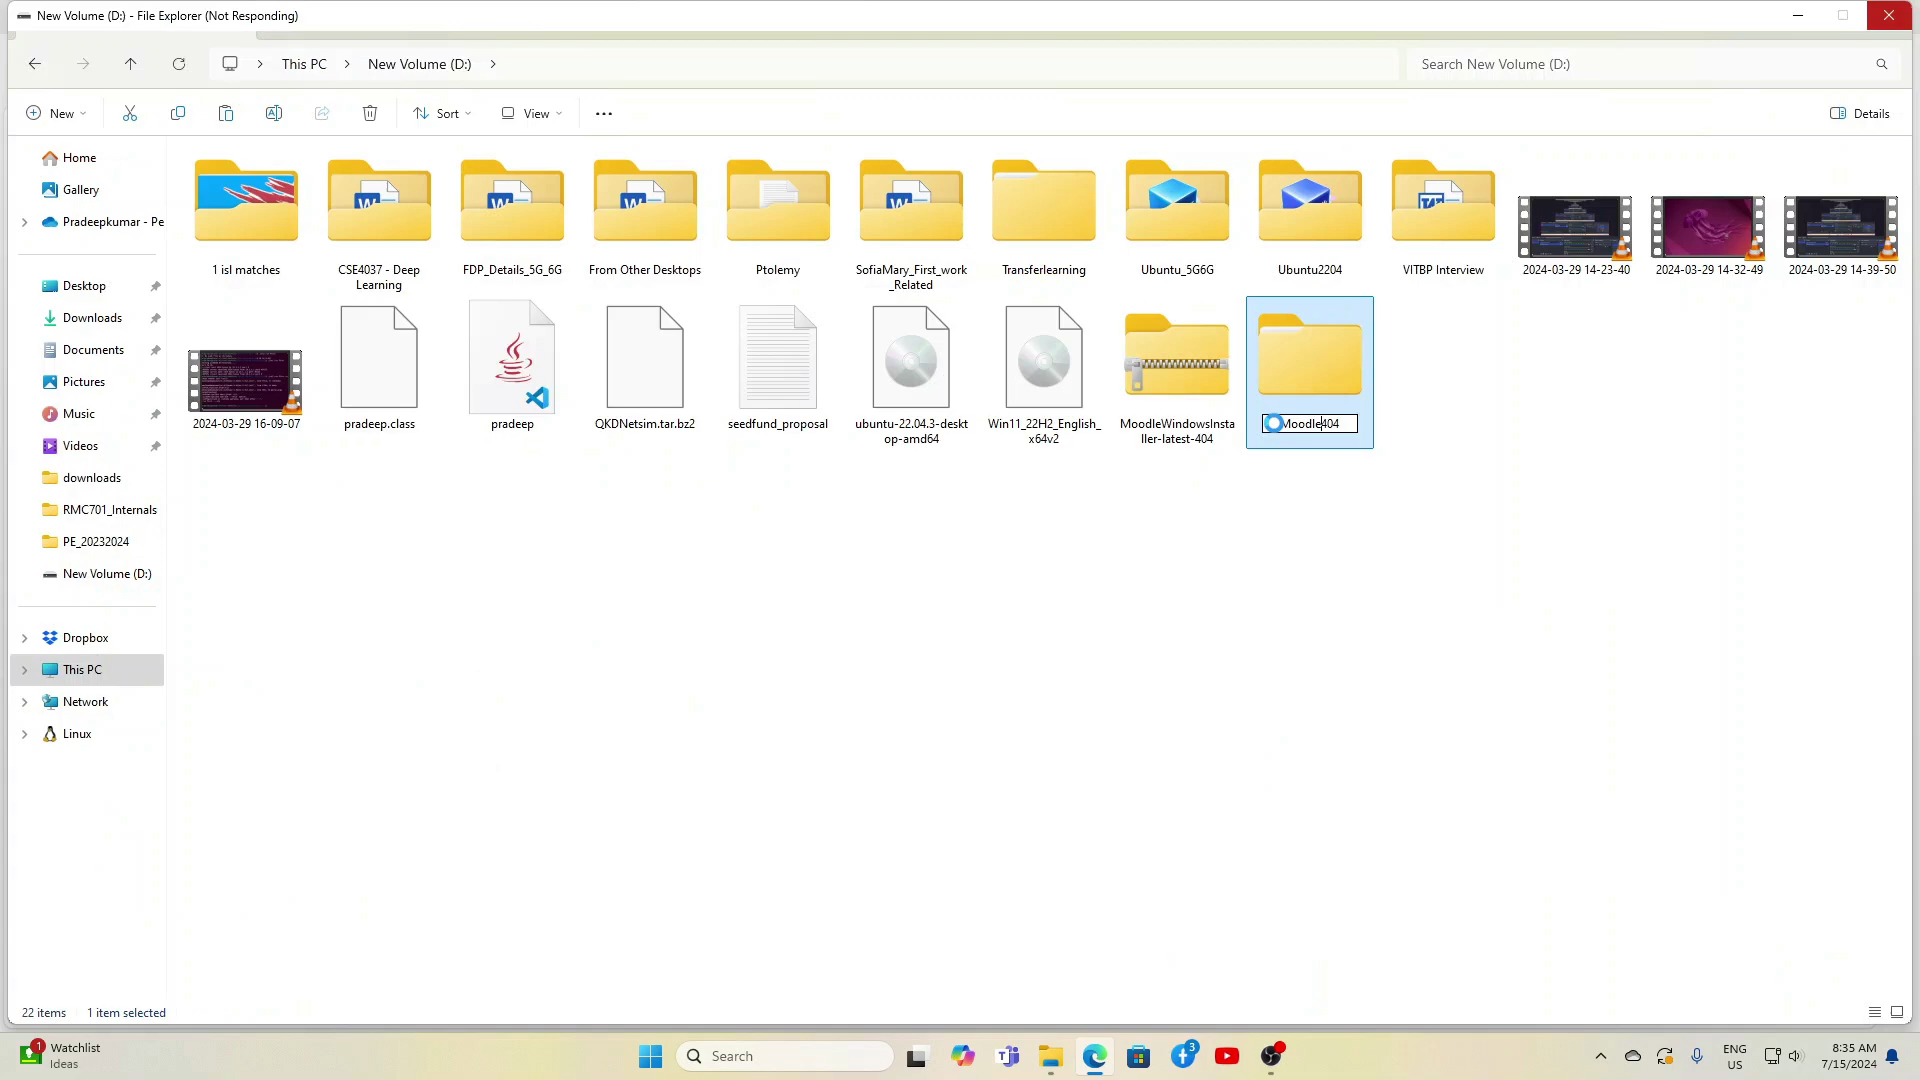 New Volume (D:) - File Explorer (Not Responding)
This PC
New Volume (D:)
Search New Volume (D:)
New
Sort
View
Details
Home
Gallery
Pradeepkumar - Pe
Desktop
Downloads
Documents
Pictures
Music
Videos
downloads
RMC701_Internals
PE_20232024
New Volume (D:)
Dropbox
This PC
Network
Linux
1 isl matches
CSE4037 - Deep
Learning
FDP_Details_5G_6G
From Other Desktops
Ptolemy
SofiaMary_First_work
_Related
Transferlearning
Ubuntu_5G6G
Ubuntu2204
VITBP Interview
2024-03-29 14-23-40
2024-03-29 14-32-49
2024-03-29 14-39-50
2024-03-29 16-09-07
pradeep.class
pradeep
QKDNetsim.tar.bz2
seedfund_proposal
ubuntu-22.04.3-deskt
op-amd64
Win11_22H2_English_
x64v2
MoodleWindowsInsta
ller-latest-404
Moodle404
22 items
1 item selected
1
Watchlist
Ideas
Search
3
ENG
US
8:35 AM
7/15/2024